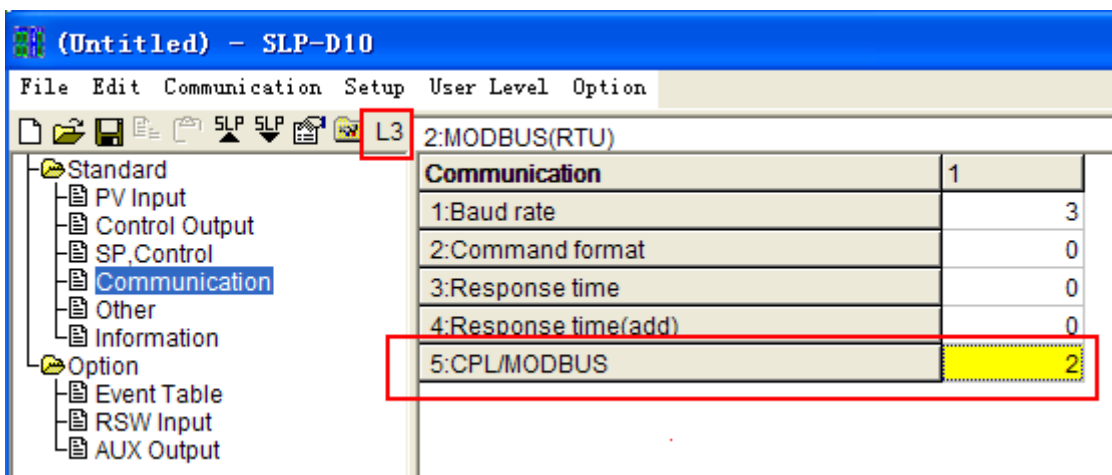 (Untitled) - SLP-D10
File Edit Communication Setup User Level Option
SLP SLP L3 2:MODBUS(RTU)
Standard
PV Input
Control Output
SP,Control
Communication
Other
Information
Option
Event Table
RSW Input
AUX Output
Communication 1
1:Baud rate 3
2:Command format 0
3:Response time 0
4:Response time(add) 0
5:CPL/MODBUS 2